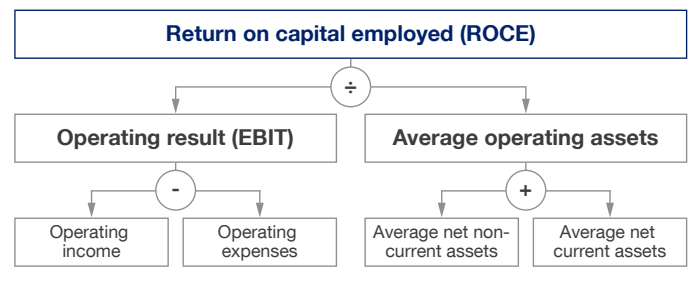 Return on capital employed (ROCE)
÷
Operating result (EBIT)
Average operating assets
-
+
Operating
income
Operating
expenses
Average net non-
current assets
Average net
current assets